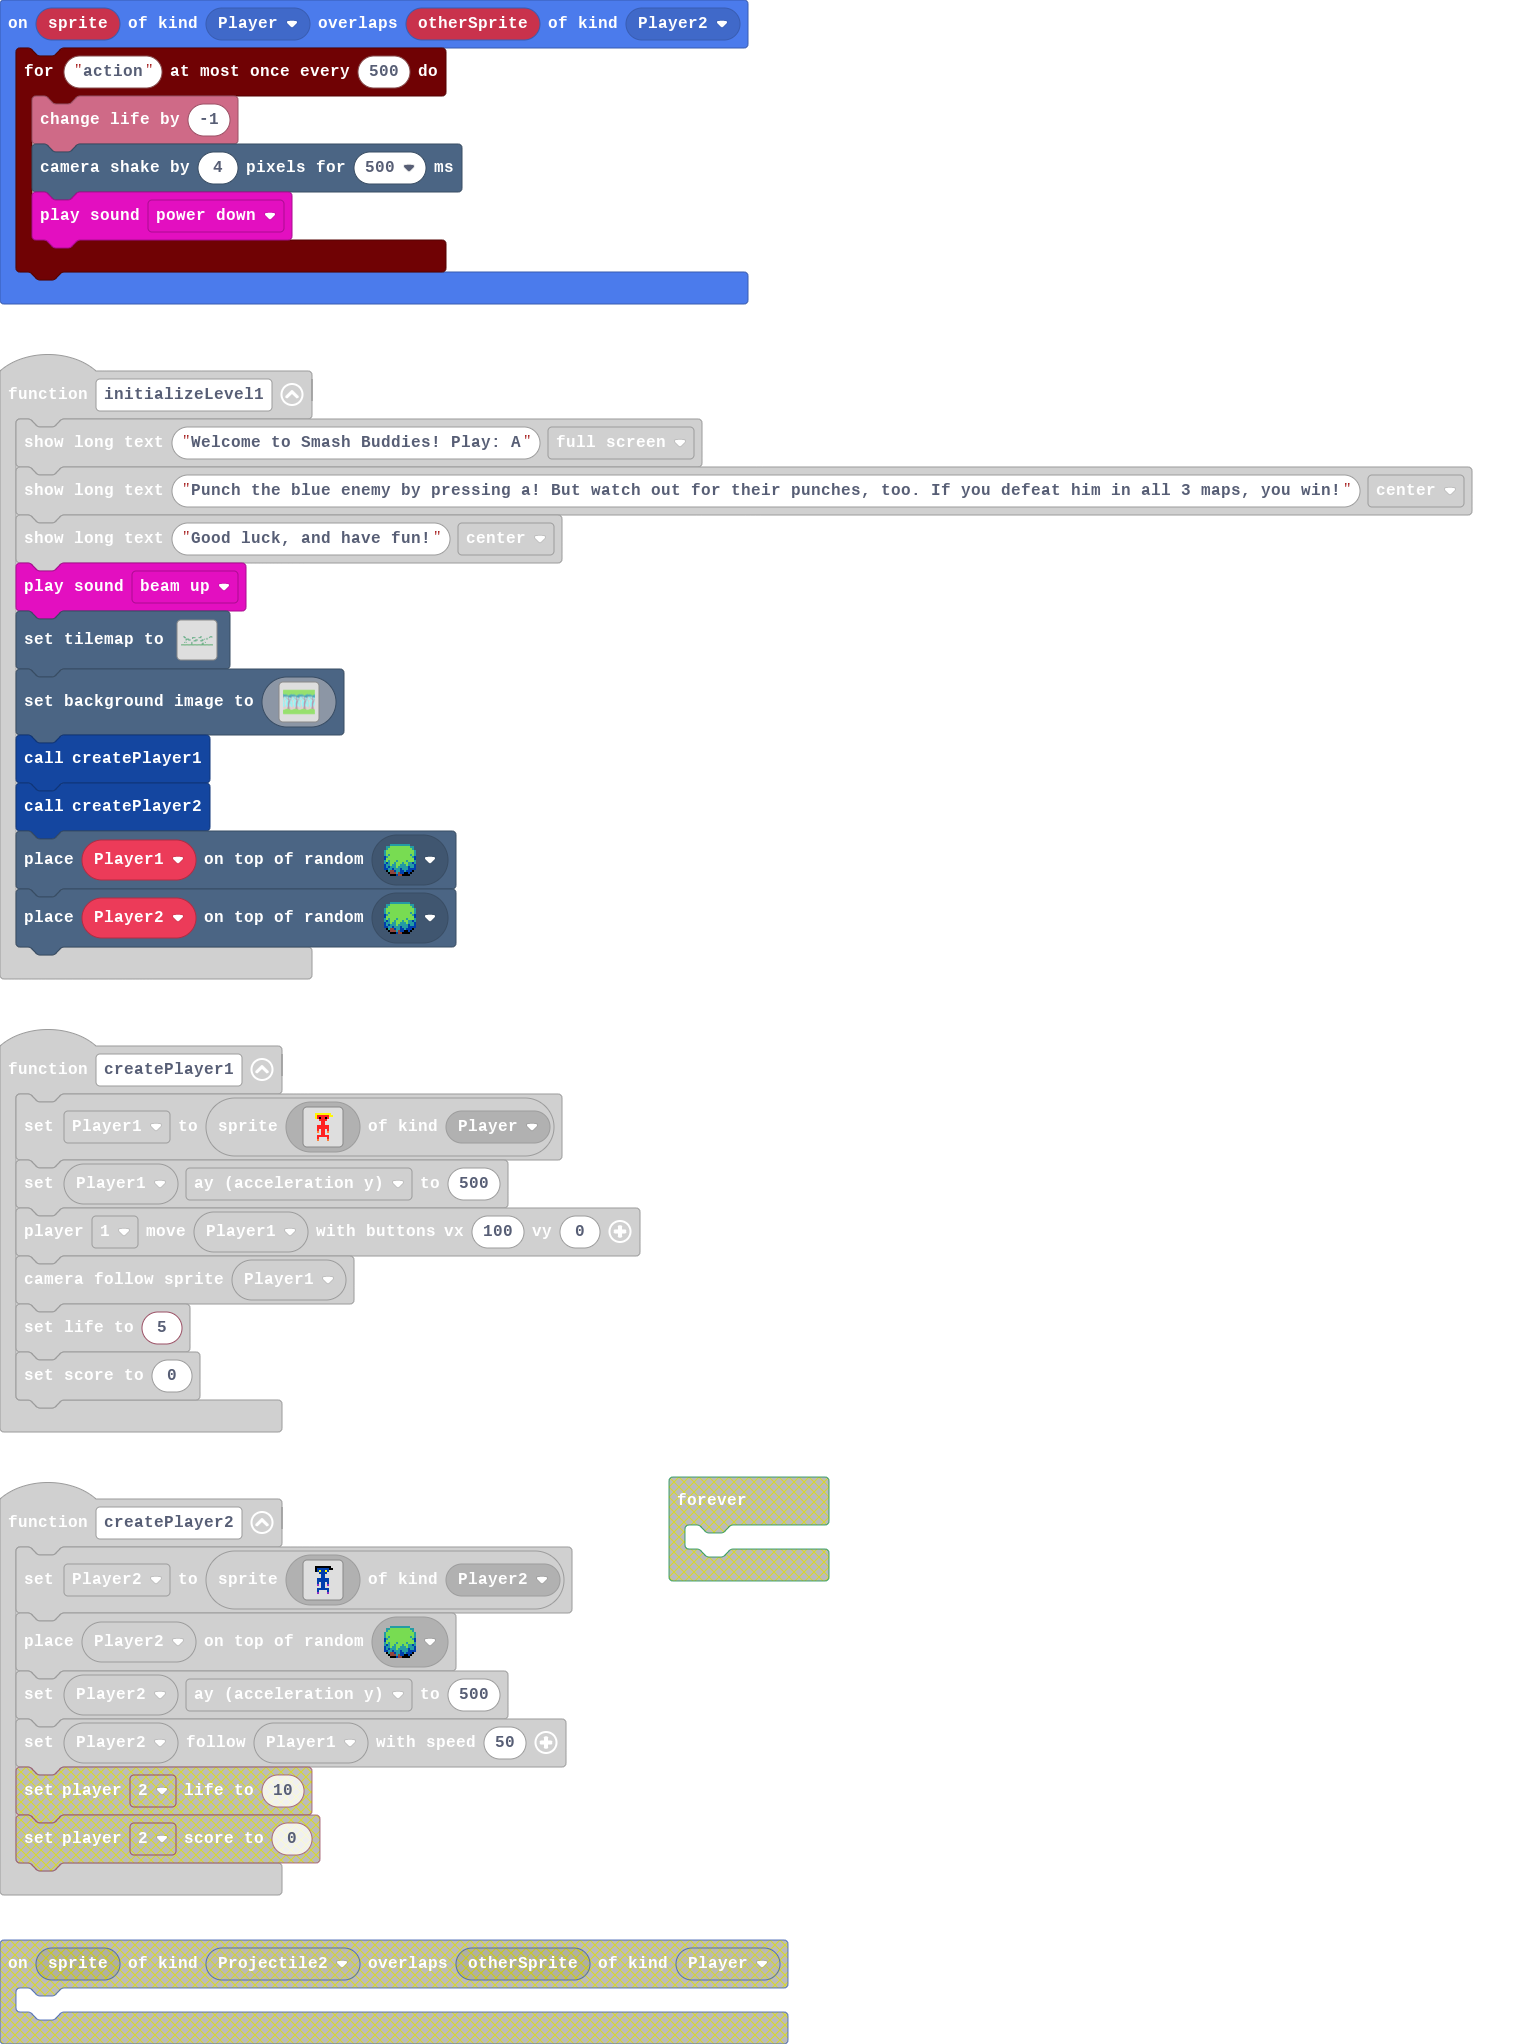 on sprite of kind Player overlaps otherSprite of kind Player2
for "action" at most once every 500 do
change life by -1
camera shake by 4 pixels for 500 ms
play sound power down
function initializeLevel1
show long text "Welcome to Smash Buddies! Play: A" full screen
show long text "Punch the blue enemy by pressing a! But watch out for their punches, too. If you defeat him in all 3 maps, you win!" center
show long text "Good luck, and have fun!" center
play sound beam up
set tilemap to
set background image to
call createPlayer1
call createPlayer2
place Player1 on top of random
place Player2 on top of random
function createPlayer1
set Player1 to sprite of kind Player
set Player1 ay (acceleration y) to 500
player 1 move Player1 with buttons vx 100 vy 0
camera follow sprite Player1
set life to 5
set score to 0
forever
function createPlayer2
set Player2 to sprite of kind Player2
place Player2 on top of random
set Player2 ay (acceleration y) to 500
set Player2 follow Player1 with speed 50
set player 2 life to 10
set player 2 score to 0
on sprite of kind Projectile2 overlaps otherSprite of kind Player